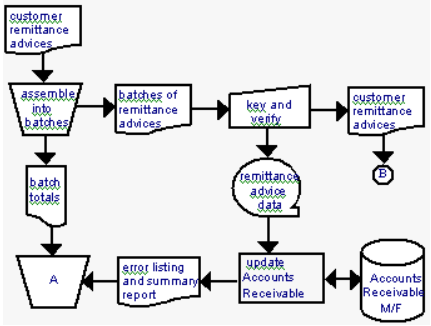 customer
remittance
advices
assemble
into
batches
batches of
remittance
advices
key and
verify
customer
remittance
advices
batch
totals
remittance
advice
data
B
A
error listing
and summary
report
update
Accounts
Receivable
Accounts
Receivable
M/F